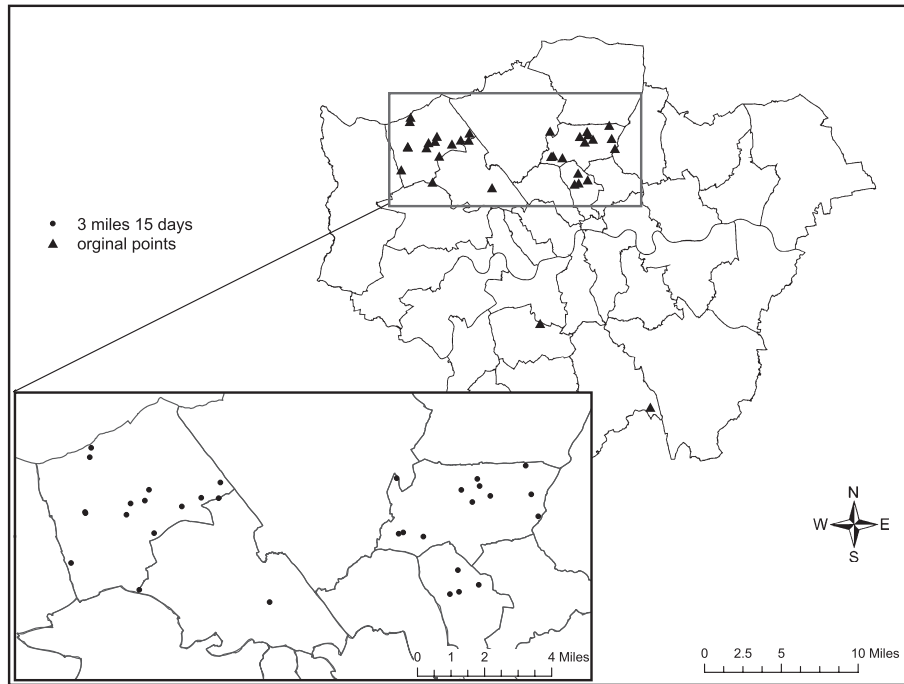 3 miles 15 days
orginal points
N
W E
S
0 1 2 4 Miles
0 2.5 5 10 Miles